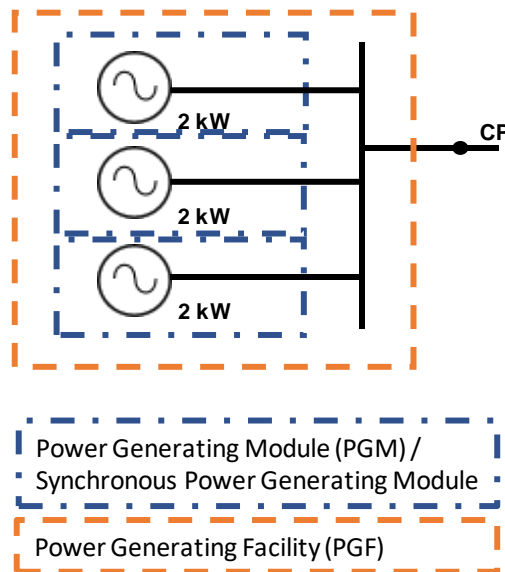 2 kW
CP
2 kW
2 kW
Power Generating Module (PGM) /
Synchronous Power Generating Module
Power Generating Facility (PGF)